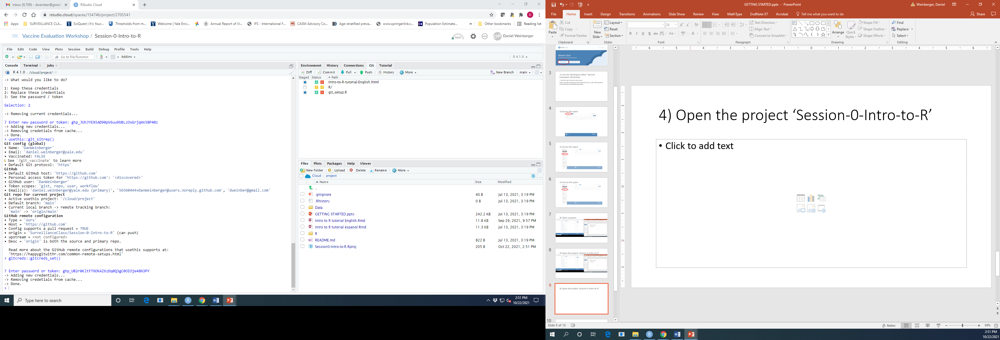 Inbox (9,709) - dweinber@gmail
RStudio Cloud
rstudio.cloud/spaces/154746/project/2705541
Apps SURVEILLANCE CLA... SciQuest | It's Your... Thresholds from m... Welcome | Yale Envi... Annual Report of Vi... IFS - International F... CASM Advisory Co... Age-stratified preva... www.springerlink.c... Population Estimate... » Other bookmarks Reading list
Vaccine Evaluation Workshop / Session-0-Intro-to-R
RAM
DW Daniel Weinberger
File Edit Code View Plots Session Build Debug Profile Tools Help
Go to file/function Addins R 4.1.0
Console Terminal Jobs
R 4.1.0 . /cloud/project/
-> What would you like to do?
1: Keep these credentials
2: Replace these credentials
3: See the password / token
Selection: 2
-> Removing current credentials...
? Enter new password or token: [token omitted]
-> Adding new credentials...
-> Removing credetials from cache...
-> Done.
> usethis::git_sitrep()
Git config (global)
• Name: 'DanWeinberger'
• Email: 'daniel.weinberger@yale.edu'
• Vaccinated: FALSE
i See `?git_vaccinate` to learn more
• Default Git protocol: 'https'
GitHub
• Default GitHub host: 'https://github.com'
• Personal access token for 'https://github.com': '<discovered>'
• GitHub user: 'DanWeinberger'
• Token scopes: 'gist, repo, user, workflow'
• Email(s): 'daniel.weinberger@yale.edu (primary)', '56560444+DanWeinberger@users.noreply.github.com', 'dweinber@gmail.com'
Git repo for current project
• Active usethis project: '/cloud/project'
• Default branch: 'main'
• Current local branch -> remote tracking branch:
'main' -> 'origin/main'
GitHub remote configuration
• Type = 'ours'
• Host = 'https://github.com'
• Config supports a pull request = TRUE
• origin = 'SurveillanceClass/Session-0-Intro-to-R' (can push)
• upstream = <not configured>
• Desc = 'origin' is both the source and primary repo.
Read more about the GitHub remote configurations that usethis supports at:
'https://happygitwithr.com/common-remote-setups.html'
> gitcreds::gitcreds_set()
? Enter password or token: [token omitted]
-> Adding new credentials...
-> Removing credetials from cache...
-> Done.
>
Environment History Connections Git Tutorial
Diff Commit Pull Push History More New Branch main
Staged Status Path
A D Intro-to-R-tutorial-English.html
? ? R/
A D git_setup.R
Files Plots Packages Help Viewer
New Folder Upload Delete Rename More
Cloud project
Name Size Modified
..
.gitignore 40 B Jul 13, 2021, 3:19 PM
.Rhistory 0 B Jul 13, 2021, 3:19 PM
Data
GETTING STARTED.pptx 242.2 KB Jul 13, 2021, 3:19 PM
Intro to R tutorial English.Rmd 11.8 KB Sep 29, 2021, 9:57 PM
Intro to R tutorial espanol.Rmd 11.3 KB Jul 13, 2021, 3:19 PM
R
README.md 822 B Jul 13, 2021, 3:19 PM
Session0-Intro-to-R.Rproj 205 B Oct 22, 2021, 2:51 PM
Type here to search
2:51 PM
10/22/2021
GETTING STARTED.pptx - PowerPoint
Weinberger, Daniel
File Home Insert Design Transitions Animations Slide Show Review View MathType EndNote X7 Acrobat Tell me what you want to do Share
Paste Cut Copy Format Painter
Clipboard
New Slide Layout Reset Section
Slides
28
Font
Text Direction
Align Text
Convert to SmartArt
Paragraph
Arrange Quick Styles
Shape Fill
Shape Outline
Shape Effects
Drawing
Find
Replace
Select
Editing
RStudio Cloud
3
2) Join the Workspace titled "Vaccine Evaluation Workshop"
4
3) Access the space
5
3) Access the space
6
3) Access the space
7
4) Open a project
8
4) Open the project 'Session-0-Intro-to-R'
9
4) Open the project 'Session-0-Intro-to-R'
10
4) Open the project ‘Session-0-Intro-to-R’
• Click to add text
Slide 9 of 10
Notes
99%
2:51 PM
10/22/2021